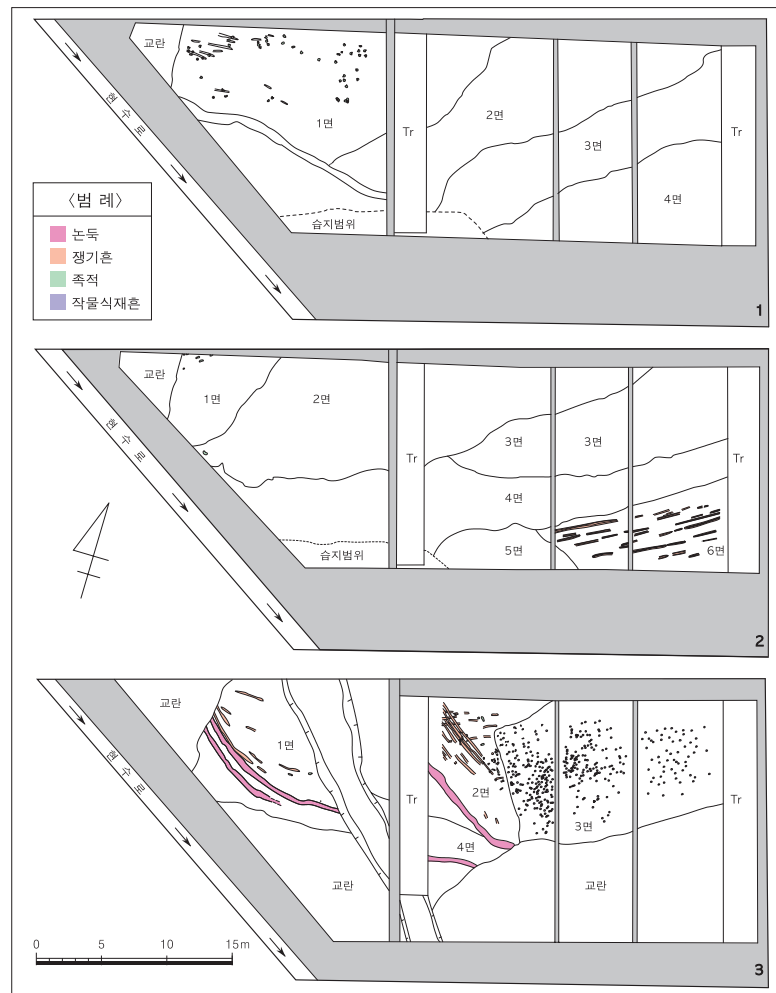 교란
1면
2면
3면
4면
Tr
Tr
현수로
습지범위
1
〈범 례〉
논둑
쟁기흔
족적
작물식재흔
교란
1면
2면
3면
3면
4면
5면
6면
Tr
Tr
현수로
습지범위
2
교란
1면
2면
3면
4면
Tr
Tr
현수로
교란
교란
0 5 10 15m
3